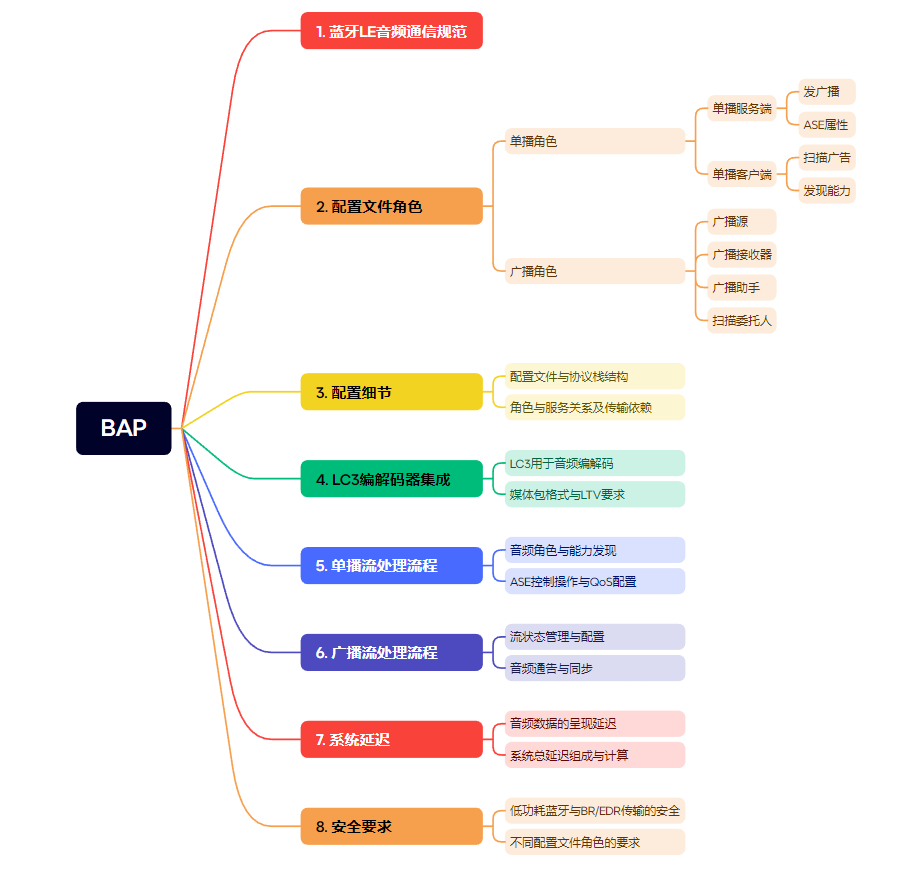 BAP
1. 蓝牙LE音频通信规范
2. 配置文件角色
单播角色
单播服务端
发广播
ASE属性
单播客户端
扫描广告
发现能力
广播角色
广播源
广播接收器
广播助手
扫描委托人
3. 配置细节
配置文件与协议栈结构
角色与服务关系及传输依赖
4. LC3编解码器集成
LC3用于音频编解码
媒体包格式与LTV要求
5. 单播流处理流程
音频角色与能力发现
ASE控制操作与QoS配置
6. 广播流处理流程
流状态管理与配置
音频通告与同步
7. 系统延迟
音频数据的呈现延迟
系统总延迟组成与计算
8. 安全要求
低功耗蓝牙与BR/EDR传输的安全
不同配置文件角色的要求